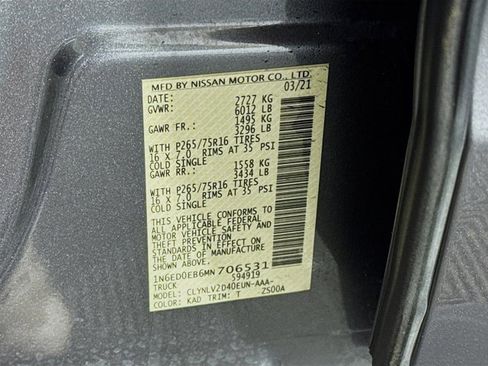 MFD BY NISSAN MOTOR CO., LTD.
DATE: 03/21
GVWR: 2727 KG
6012 LB
GAWR FR.: 1495 KG
3296 LB
WITH P265/75R16 TIRES
16 X 7.0 RIMS AT 35 PSI
COLD SINGLE
GAWR RR.: 1558 KG
3434 LB
WITH P265/75R16 TIRES
16 X 7.0 RIMS AT 35 PSI
COLD SINGLE
THIS VEHICLE CONFORMS TO
ALL APPLICABLE FEDERAL
MOTOR VEHICLE SAFETY AND
THEFT PREVENTION
STANDARDS IN EFFECT ON
THE DATE OF MANUFACTURE
SHOWN ABOVE.
1N6ED0EB6MN706531
TRUCK 594919
MODEL: CLYNLV2D40EUN-AAA-
COLOR: KAD TRIM: T ZS00A